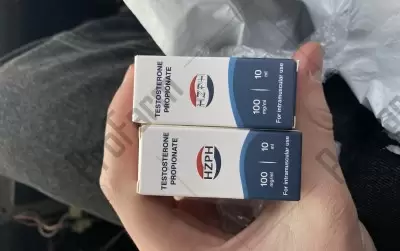 TESTOSTERONE
PROPIONATE
HZPH
100
mg/ml
10
ml
For intramuscular use
TESTOSTERONE
PROPIONATE
HZPH
100
mg/ml
10
ml
For intramuscular use